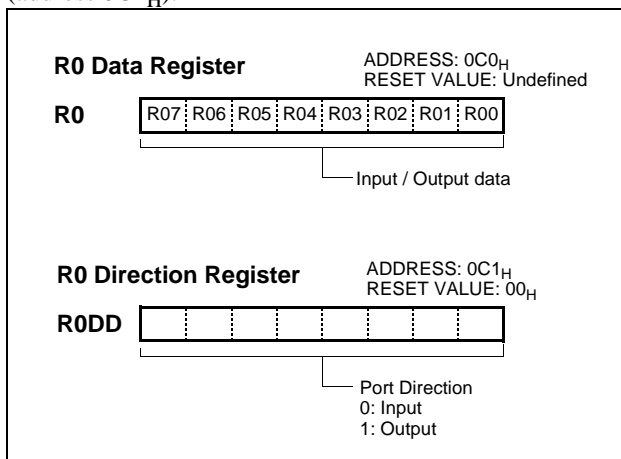 R0 Data Register
ADDRESS: 0C0H
RESET VALUE: Undefined
R0
R07 R06 R05 R04 R03 R02 R01 R00
Input / Output data
R0 Direction Register
ADDRESS: 0C1H
RESET VALUE: 00H
R0DD
Port Direction
0: Input
1: Output